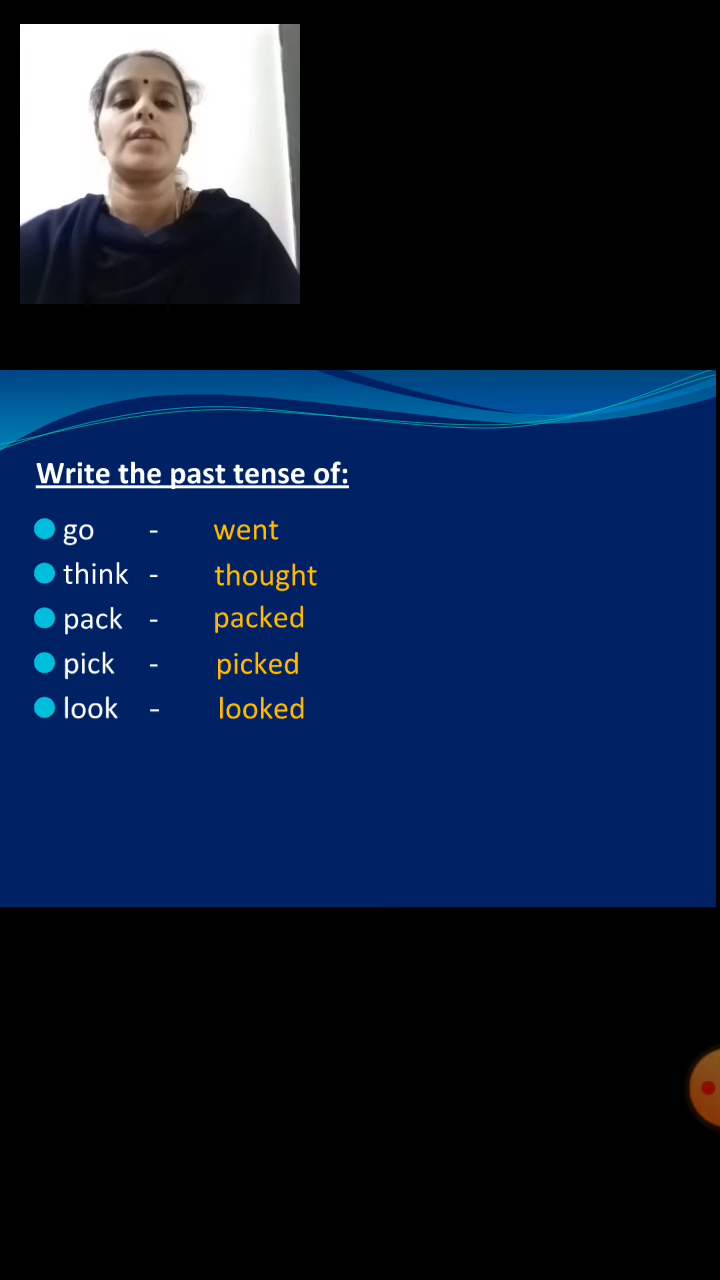 Write the past tense of:
go - went
think - thought
pack - packed
pick - picked
look - looked